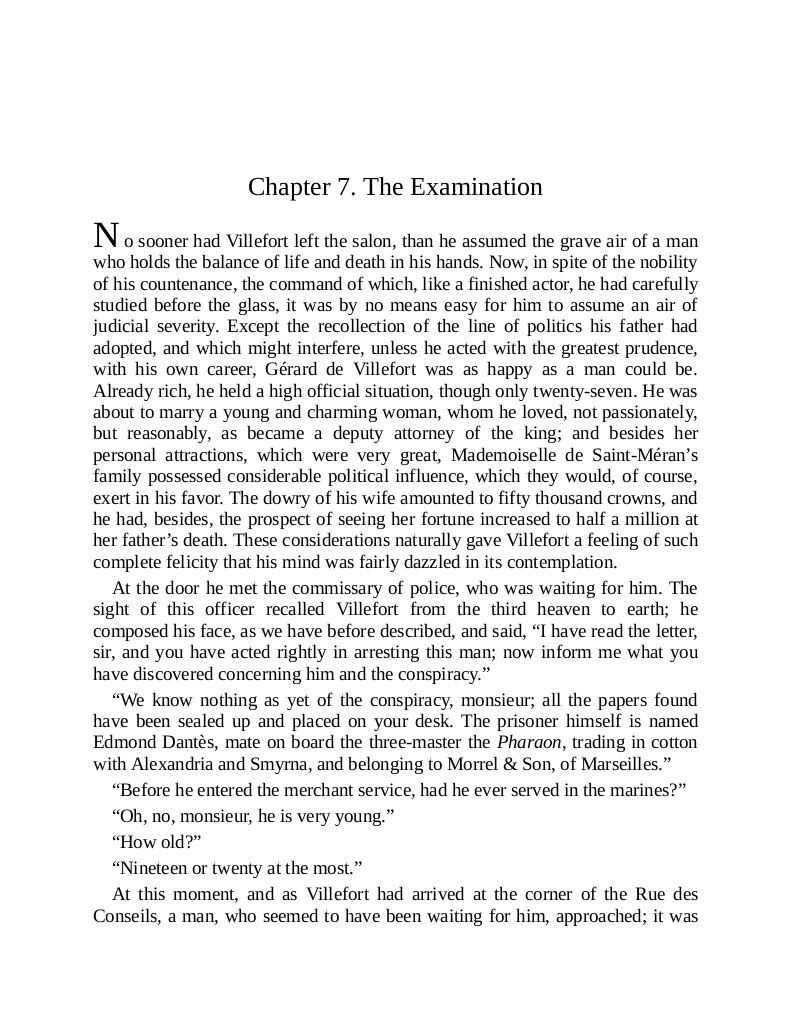 Chapter 7. The Examination
No sooner had Villefort left the salon, than he assumed the grave air of a man
who holds the balance of life and death in his hands. Now, in spite of the nobility
of his countenance, the command of which, like a finished actor, he had carefully
studied before the glass, it was by no means easy for him to assume an air of
judicial severity. Except the recollection of the line of politics his father had
adopted, and which might interfere, unless he acted with the greatest prudence,
with his own career, Gérard de Villefort was as happy as a man could be.
Already rich, he held a high official situation, though only twenty-seven. He was
about to marry a young and charming woman, whom he loved, not passionately,
but reasonably, as became a deputy attorney of the king; and besides her
personal attractions, which were very great, Mademoiselle de Saint-Méran’s
family possessed considerable political influence, which they would, of course,
exert in his favor. The dowry of his wife amounted to fifty thousand crowns, and
he had, besides, the prospect of seeing her fortune increased to half a million at
her father’s death. These considerations naturally gave Villefort a feeling of such
complete felicity that his mind was fairly dazzled in its contemplation.
At the door he met the commissary of police, who was waiting for him. The
sight of this officer recalled Villefort from the third heaven to earth; he
composed his face, as we have before described, and said, “I have read the letter,
sir, and you have acted rightly in arresting this man; now inform me what you
have discovered concerning him and the conspiracy.”
“We know nothing as yet of the conspiracy, monsieur; all the papers found
have been sealed up and placed on your desk. The prisoner himself is named
Edmond Dantès, mate on board the three-master the Pharaon, trading in cotton
with Alexandria and Smyrna, and belonging to Morrel & Son, of Marseilles.”
“Before he entered the merchant service, had he ever served in the marines?”
“Oh, no, monsieur, he is very young.”
“How old?”
“Nineteen or twenty at the most.”
At this moment, and as Villefort had arrived at the corner of the Rue des
Conseils, a man, who seemed to have been waiting for him, approached; it was